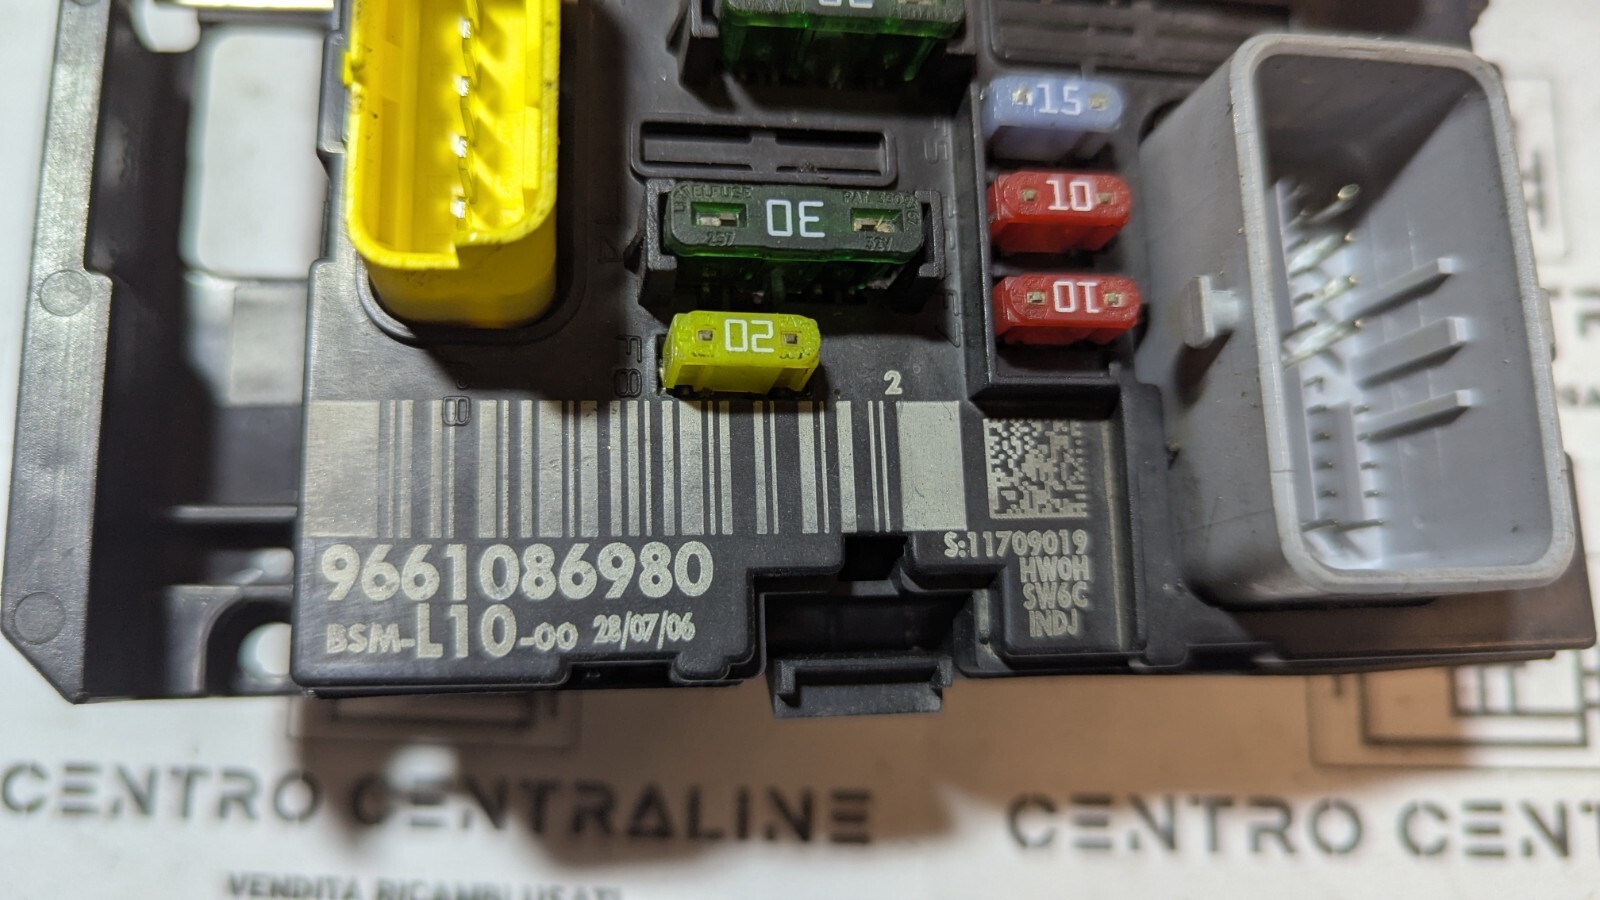 15
10
30
10
20
F8
2
9661086980
S:11709019
HW0H
SW6C
INDJ
BSM-L10-00 28/07/06
CENTRO CENTRALINE
CENTRO
VENDITA RICAMBI USATI